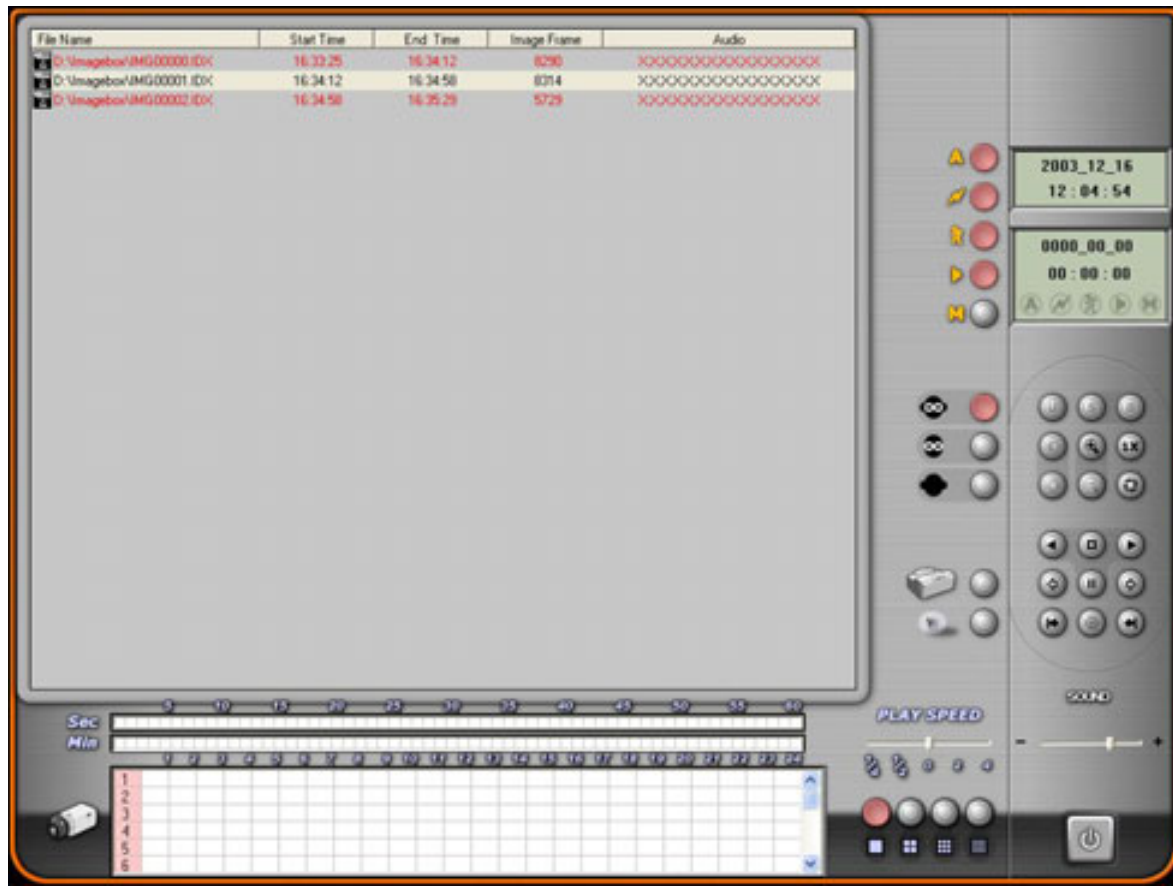 File Name Start Time End Time Image Frame Audio
D:\Imagebox\IMG00000.IDX 16:33:25 16:34:12 8290 XXXXXXXXXXXXXXXXXX
D:\Imagebox\IMG00001.IDX 16:34:12 16:34:58 8314 XXXXXXXXXXXXXXXXXX
D:\Imagebox\IMG00002.IDX 16:34:58 16:35:29 5729 XXXXXXXXXXXXXXXXXX
A
2003_12_16
12 : 04 : 54
0000_00_00
00 : 00 : 00
M
1X
SOUND
5 10 15 20 25 30 35 40 45 50 55 60
Sec
Min
PLAY SPEED
- +
1 2 3 4 5 6 7 8 9 10 11 12 13 14 15 16 17 18 19 20 21 22 23 24
1
2
3
4
5
6